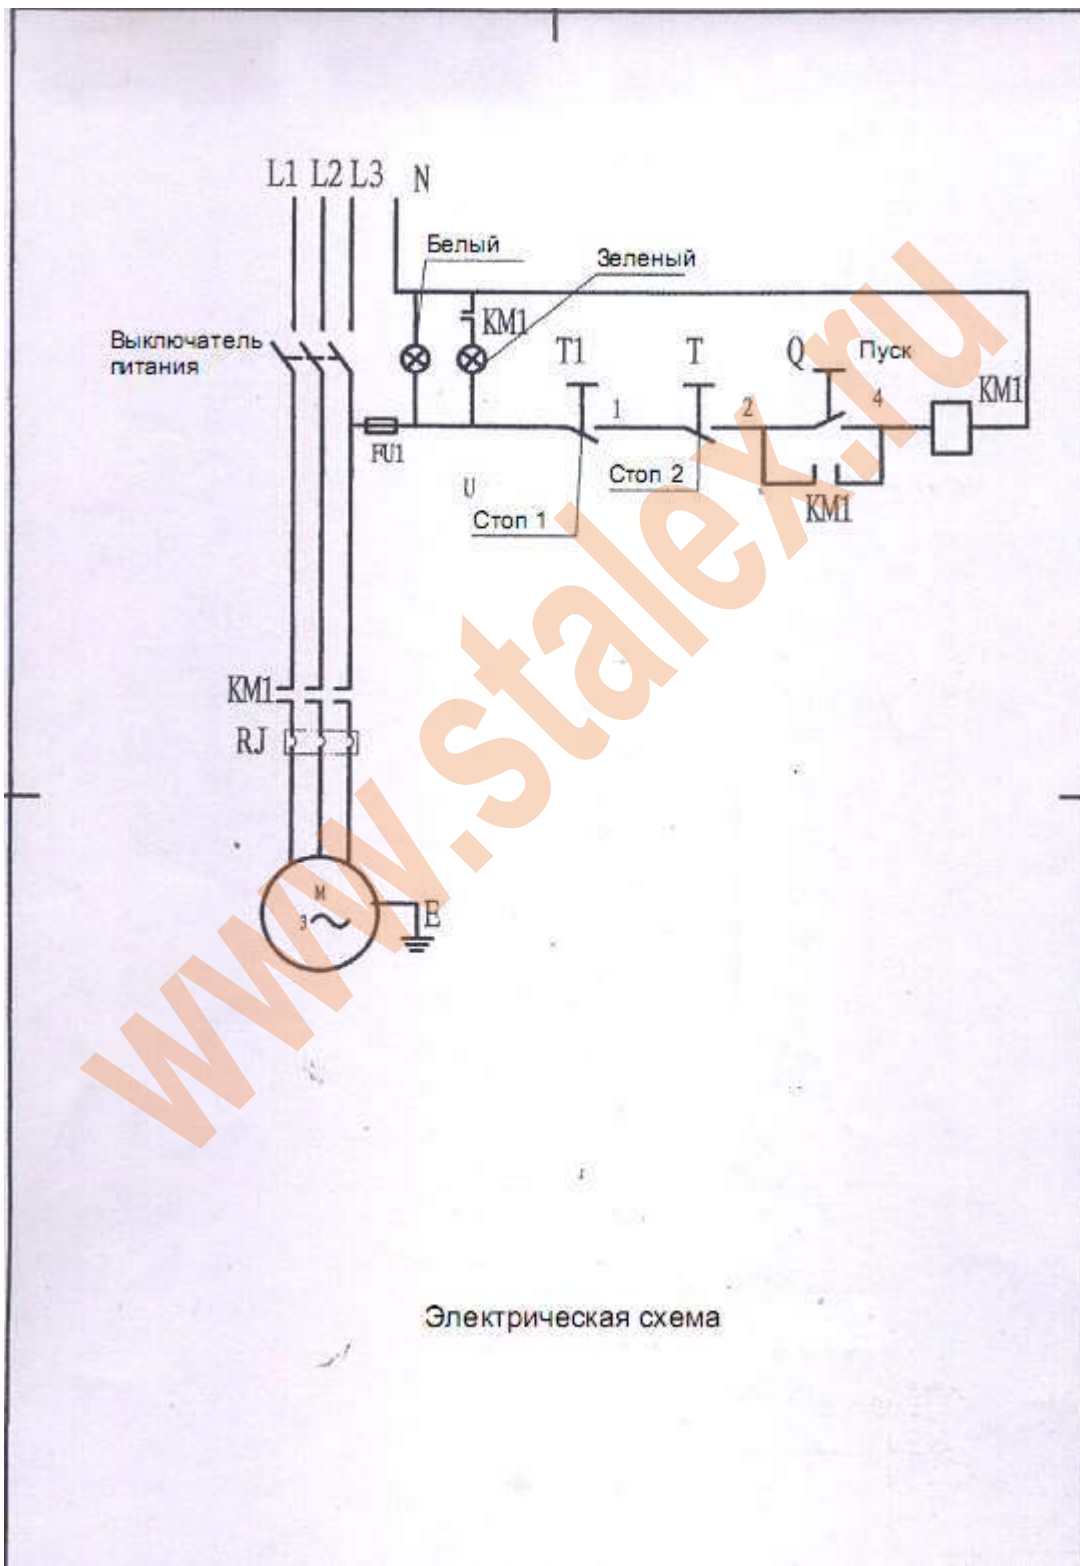 L1 L2 L3 N
Белый
Зеленый
Выключатель
питания
KM1
T1
T
Q
Пуск
KM1
1
2
4
FU1
U
Стоп 1
Стоп 2
KM1
KM1
RJ
M
3
E
www.stalex.ru
Электрическая схема